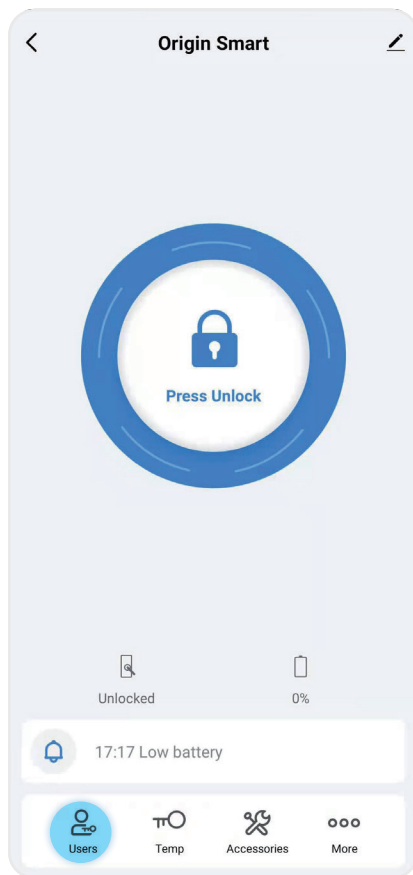 Origin Smart
Press Unlock
Unlocked
0%
17:17 Low battery
Users
Temp
Accessories
More